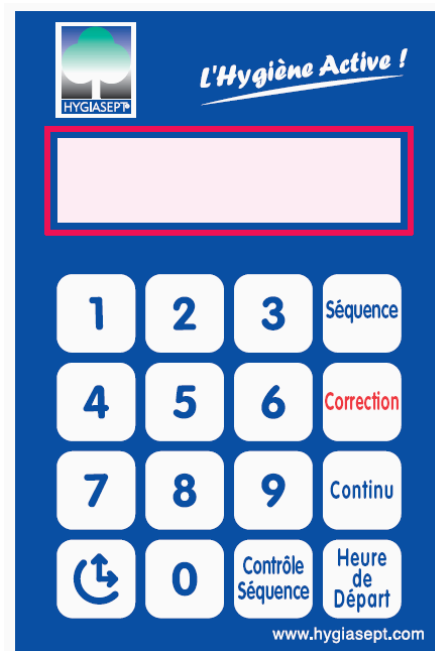 L'Hygiène Active !
HYGIASEPT
1 2 3 Séquence
4 5 6 Correction
7 8 9 Continu
0 Contrôle Séquence Heure de Départ
www.hygiasept.com